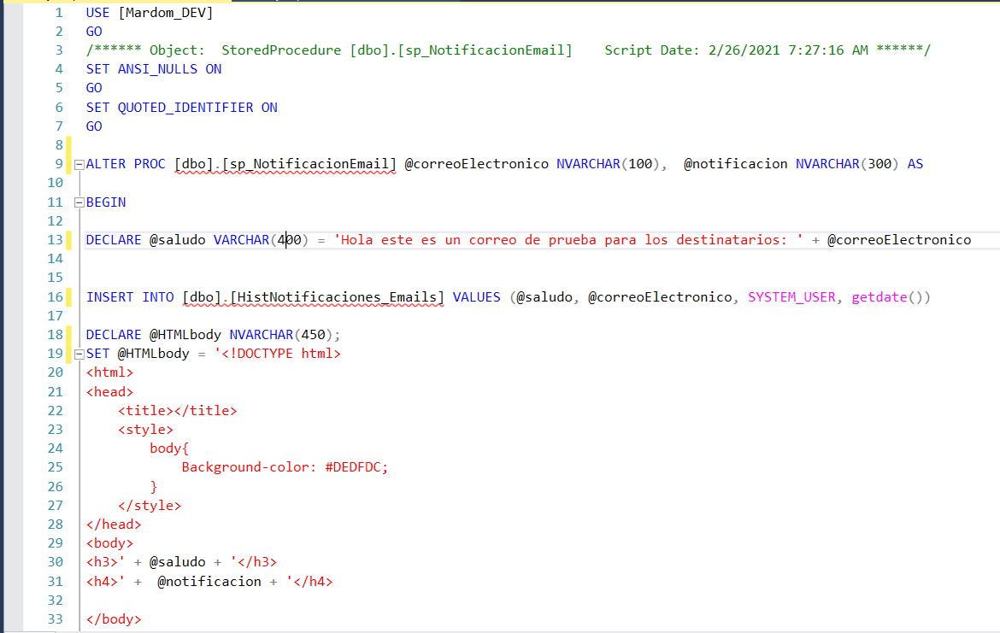 1 USE [Mardom_DEV]
2 GO
3 /****** Object:  StoredProcedure [dbo].[sp_NotificacionEmail]    Script Date: 2/26/2021 7:27:16 AM ******/
4 SET ANSI_NULLS ON
5 GO
6 SET QUOTED_IDENTIFIER ON
7 GO
8
9 ALTER PROC [dbo].[sp_NotificacionEmail] @correoElectronico NVARCHAR(100),  @notificacion NVARCHAR(300) AS
10
11 BEGIN
12
13 DECLARE @saludo VARCHAR(400) = 'Hola este es un correo de prueba para los destinatarios: ' + @correoElectronico
14
15
16 INSERT INTO [dbo].[HistNotificaciones_Emails] VALUES (@saludo, @correoElectronico, SYSTEM_USER, getdate())
17
18 DECLARE @HTMLbody NVARCHAR(450);
19 SET @HTMLbody = '<!DOCTYPE html>
20 <html>
21 <head>
22     <title></title>
23     <style>
24         body{
25             Background-color: #DEDFDC;
26         }
27     </style>
28 </head>
29 <body>
30 <h3>' + @saludo + '</h3>
31 <h4>' +  @notificacion + '</h4>
32
33 </body>